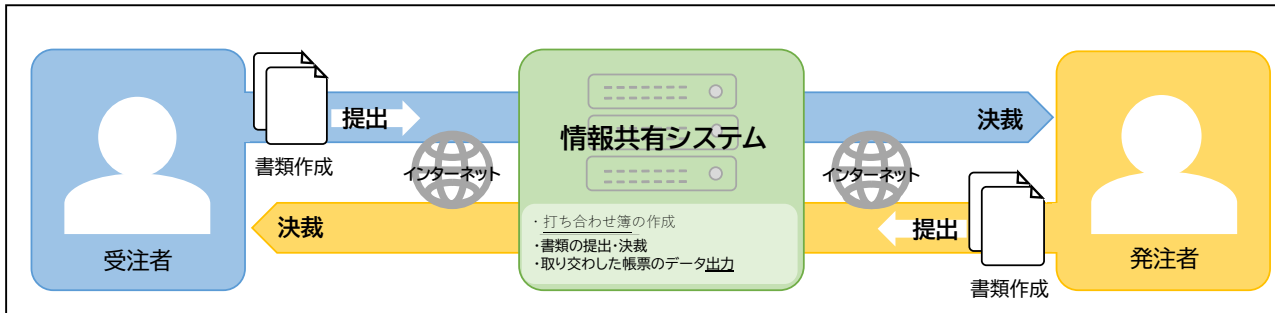 提出
決裁
情報共有システム
書類作成
インターネット
インターネット
・打ち合わせ簿の作成
決裁
提出
・書類の提出・決裁
・取り交わした帳票のデータ出力
受注者
発注者
書類作成